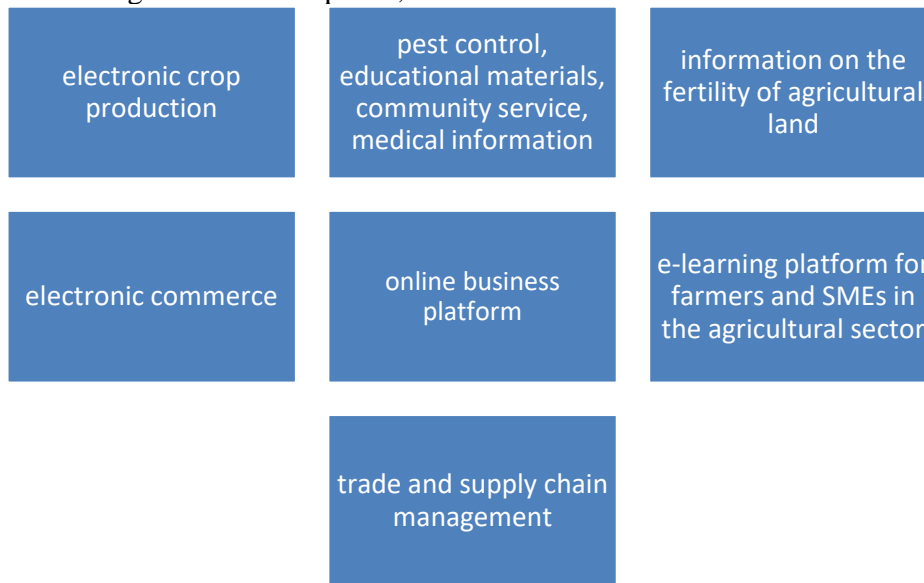 electronic crop
production
pest control,
educational materials,
community service,
medical information
information on the
fertility of agricultural
land
electronic commerce
online business
platform
e-learning platform for
farmers and SMEs in
the agricultural sector
trade and supply chain
management